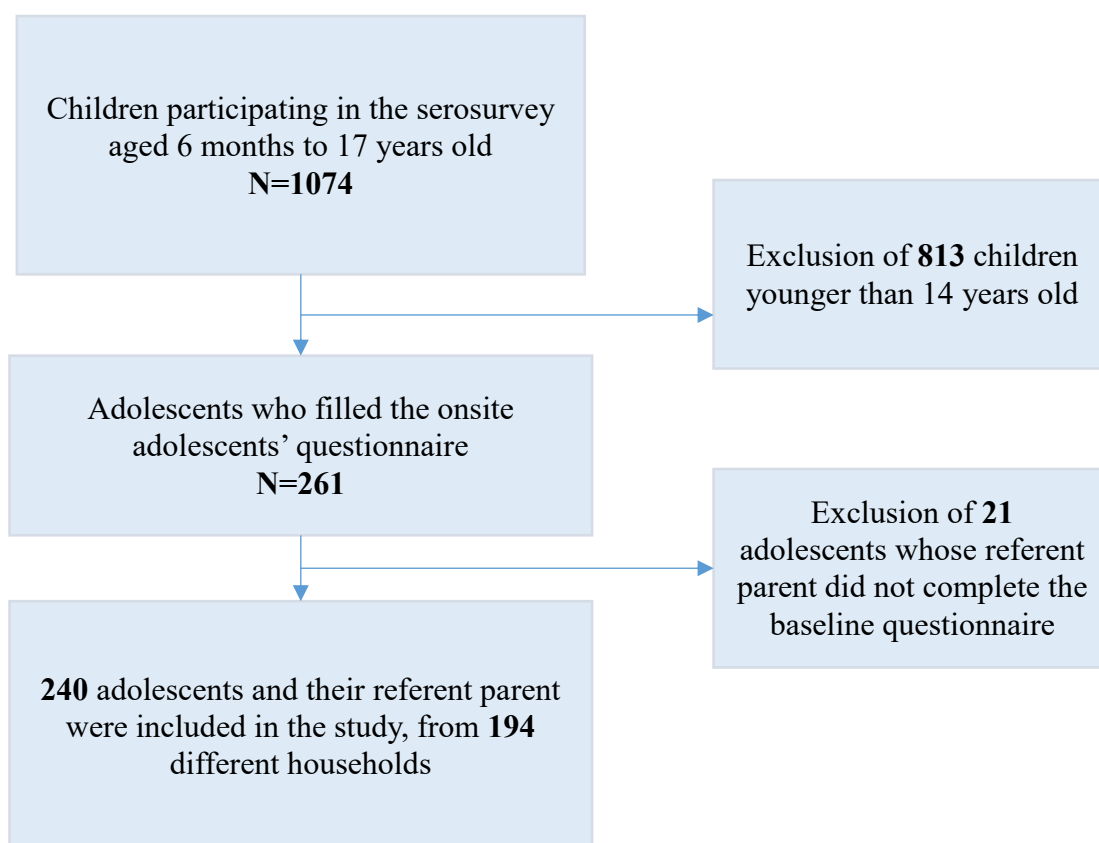 Children participating in the serosurvey
aged 6 months to 17 years old
N=1074
Exclusion of 813 children
younger than 14 years old
Adolescents who filled the onsite
adolescents’ questionnaire
N=261
Exclusion of 21
adolescents whose referent
parent did not complete the
baseline questionnaire
240 adolescents and their referent parent
were included in the study, from 194
different households